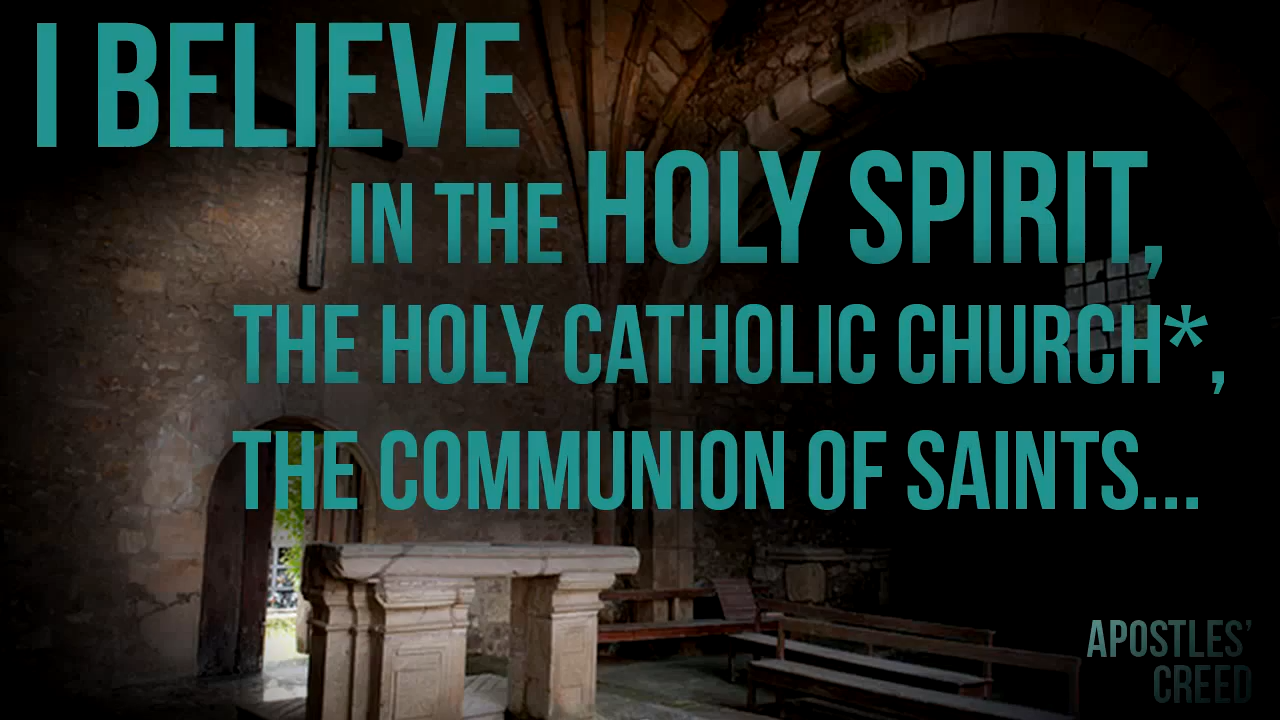 I BELIEVE
IN THE HOLY SPIRIT,
THE HOLY CATHOLIC CHURCH*,
THE COMMUNION OF SAINTS...
APOSTLES'
CREED